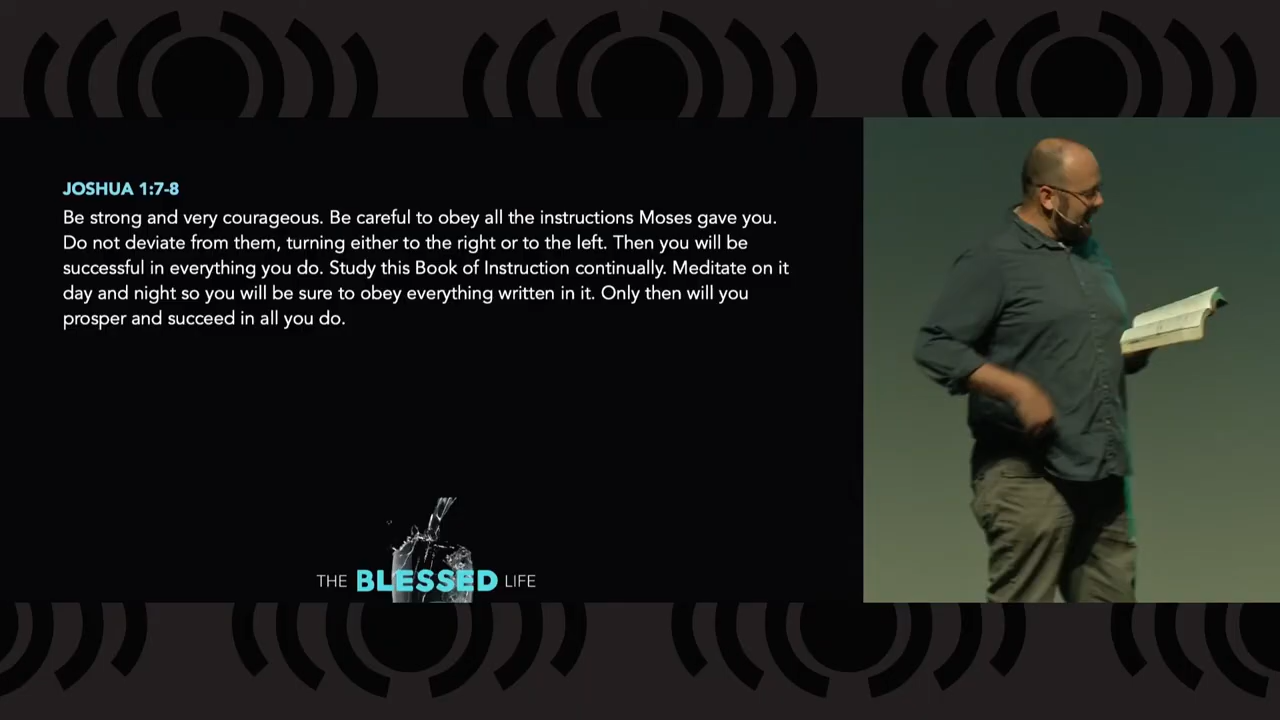 JOSHUA 1:7-8
Be strong and very courageous. Be careful to obey all the instructions Moses gave you.
Do not deviate from them, turning either to the right or to the left. Then you will be
successful in everything you do. Study this Book of Instruction continually. Meditate on it
day and night so you will be sure to obey everything written in it. Only then will you
prosper and succeed in all you do.
THE BLESSED LIFE